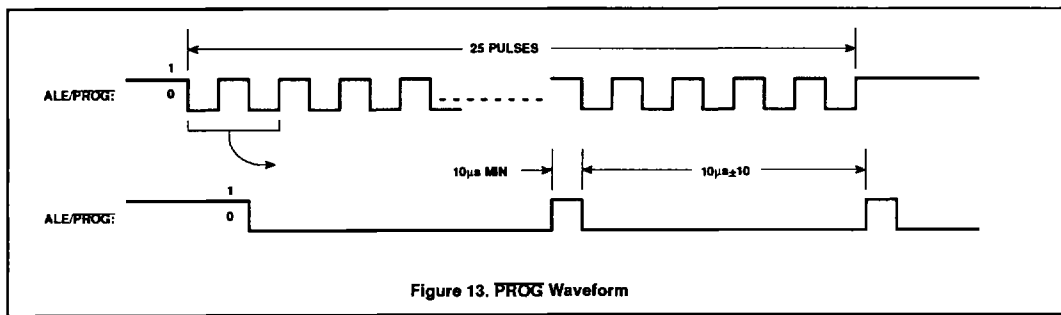 25 PULSES
1
ALE/PROG:
0
10µs MIN
10µs±10
1
ALE/PROG:
0
Figure 13. PROG Waveform